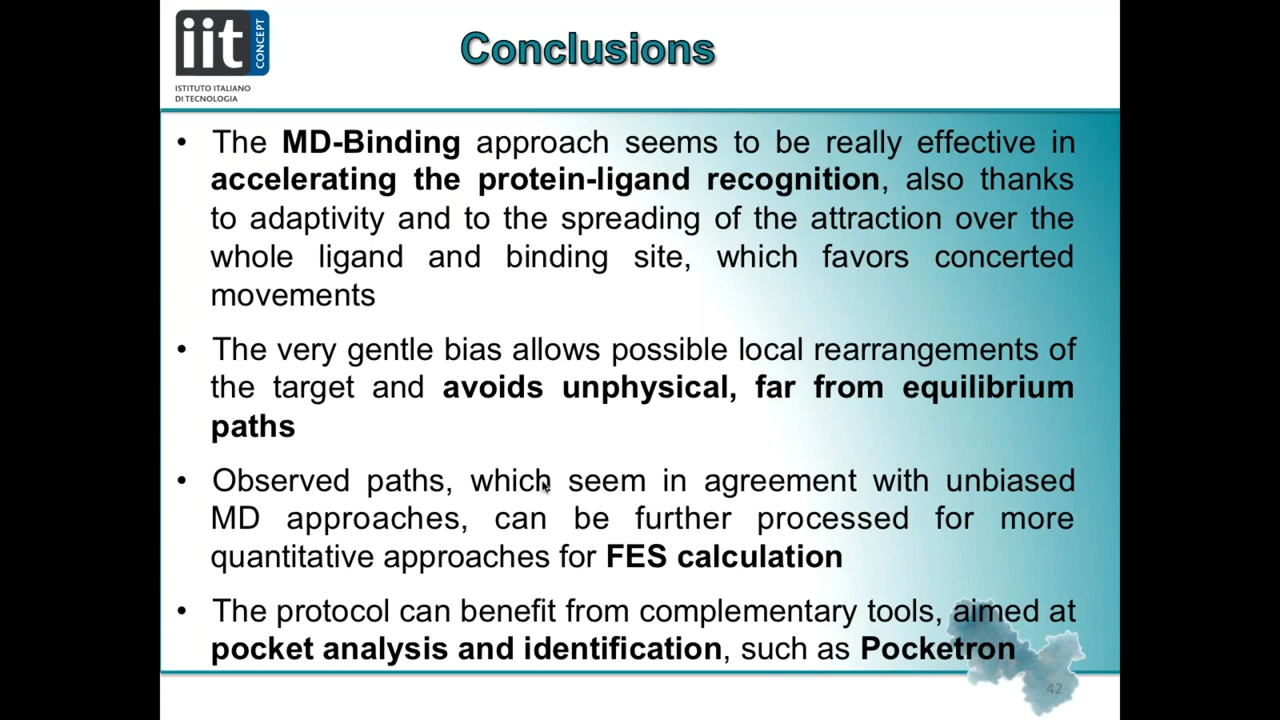 iit
CONCEPT
ISTITUTO ITALIANO
DI TECNOLOGIA
Conclusions
• The MD-Binding approach seems to be really effective in
accelerating the protein-ligand recognition, also thanks
to adaptivity and to the spreading of the attraction over the
whole ligand and binding site, which favors concerted
movements
• The very gentle bias allows possible local rearrangements of
the target and avoids unphysical, far from equilibrium
paths
• Observed paths, which seem in agreement with unbiased
MD approaches, can be further processed for more
quantitative approaches for FES calculation
• The protocol can benefit from complementary tools, aimed at
pocket analysis and identification, such as Pocketron
42